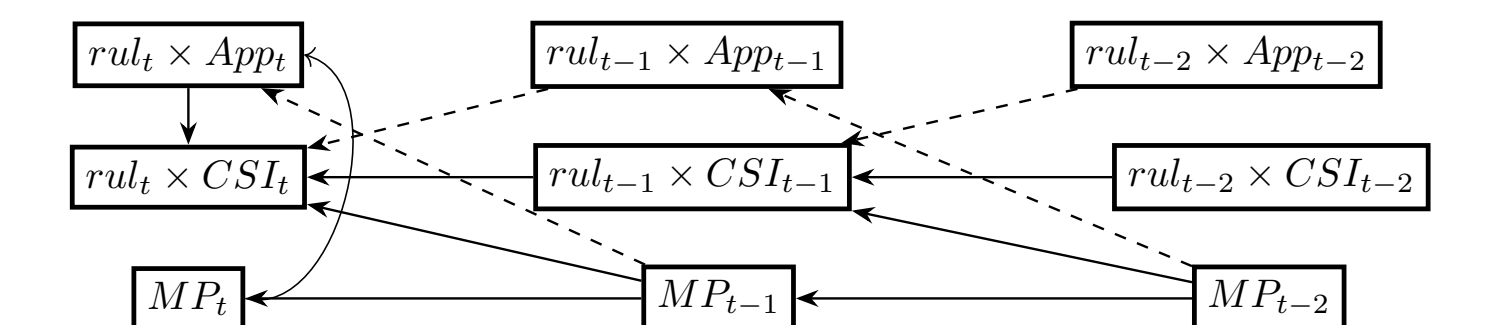 rul_t × App_t rul_{t−1} × App_{t−1} rul_{t−2} × App_{t−2}
rul_t × CSI_t rul_{t−1} × CSI_{t−1} rul_{t−2} × CSI_{t−2}
MP_t MP_{t−1} MP_{t−2}